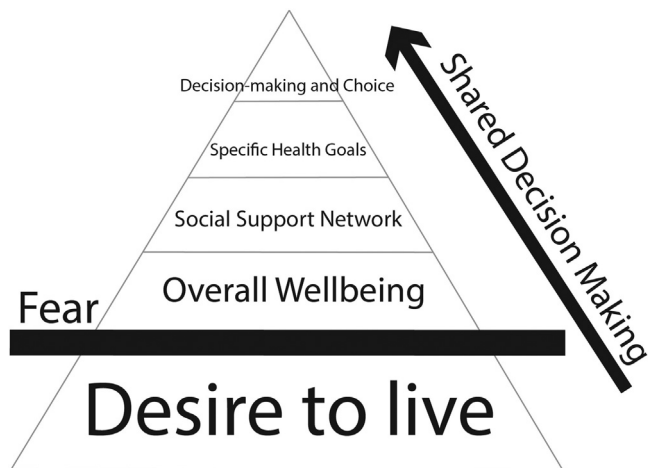 Decision-making and Choice
Specific Health Goals
Social Support Network
Overall Wellbeing
Fear
Desire to live
Shared Decision Making